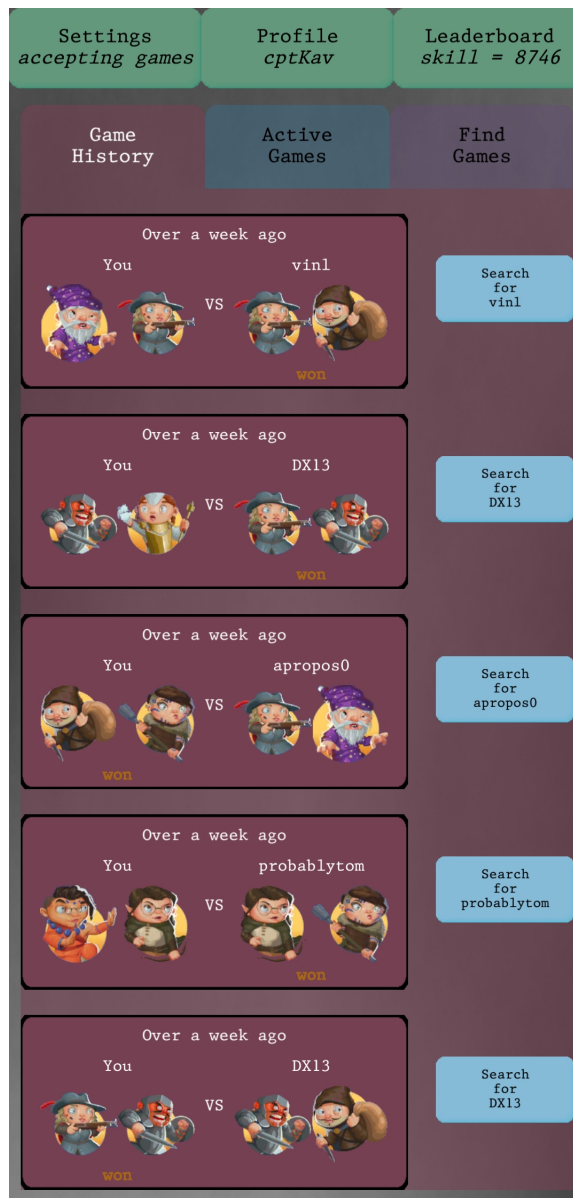 Settings
accepting games
Profile
cptKav
Leaderboard
skill = 8746
Game
History
Active
Games
Find
Games
Over a week ago
You
vinl
VS
won
Search
for
vinl
Over a week ago
You
DX13
VS
won
Search
for
DX13
Over a week ago
You
apropos0
VS
won
Search
for
apropos0
Over a week ago
You
probablytom
VS
won
Search
for
probablytom
Over a week ago
You
DX13
VS
won
Search
for
DX13